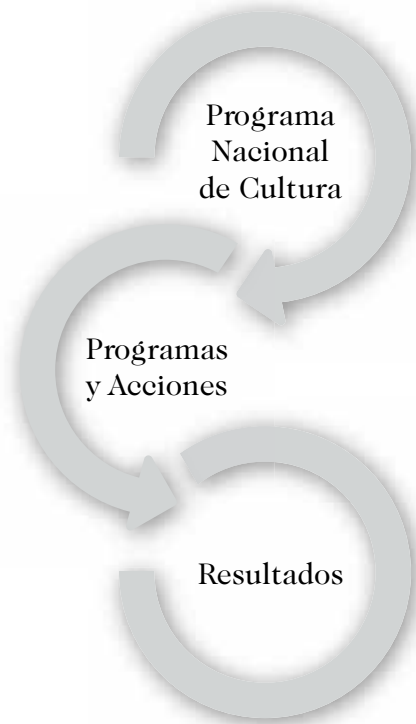 Programa
Nacional
de Cultura
Programas
y Acciones
Resultados